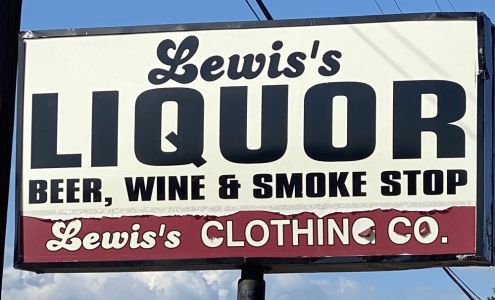 Lewis's
LIQUOR
BEER, WINE & SMOKE STOP
Lewis's CLOTHING CO.